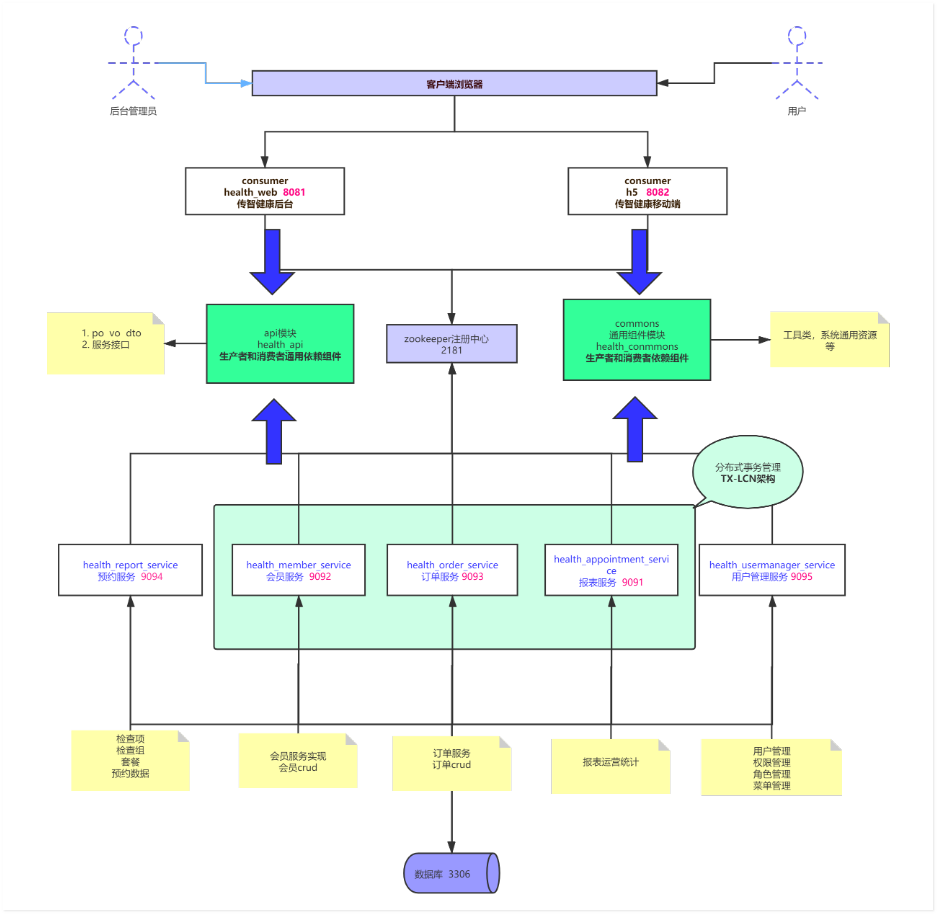 后台管理员
客户端浏览器
用户
consumer
health_web 8081
传智健康后台
consumer
h5 8082
传智健康移动端
1. po vo dto
2. 服务接口
api模块
health_api
生产者和消费者通用依赖组件
zookeeper注册中心
2181
commons
通用组件模块
health_conmmons
生产者和消费者依赖组件
工具类，系统通用资源
等
分布式事务管理
TX-LCN架构
health_report_service
预约服务 9094
health_member_service
会员服务 9092
health_order_service
订单服务 9093
health_appointment_servi
ce
报表服务 9091
health_usermanager_service
用户管理服务 9095
检查项
检查组
套餐
预约数据
会员服务实现
会员crud
订单服务
订单crud
报表运营统计
用户管理
权限管理
角色管理
菜单管理
数据库 3306